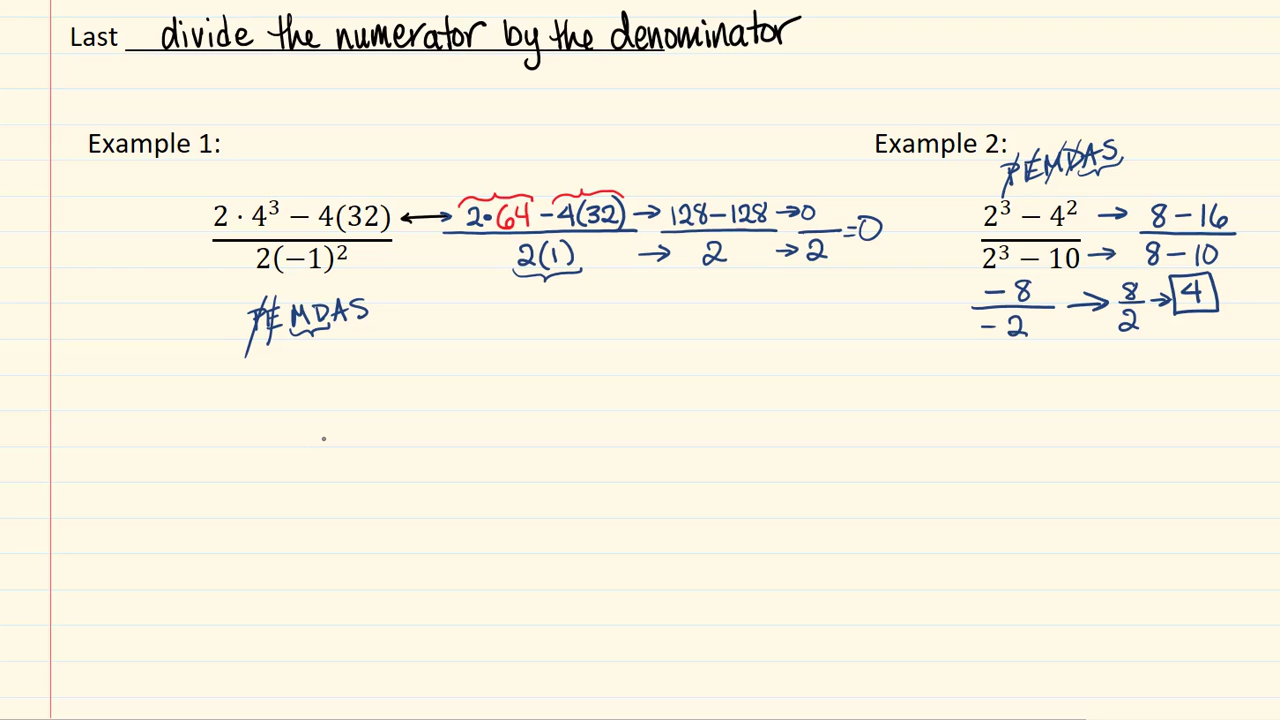 Last divide the numerator by the denominator
Example 1:
2 · 4³ − 4(32) ↔ 2·64 − 4(32) → 128 − 128 → 0
2(−1)² 2(1) → 2 → 2 = 0
PEMDAS
Example 2:
PEMDAS
2³ − 4² → 8 − 16
2³ − 10 → 8 − 10
−8 → 8 → 4
−2 2